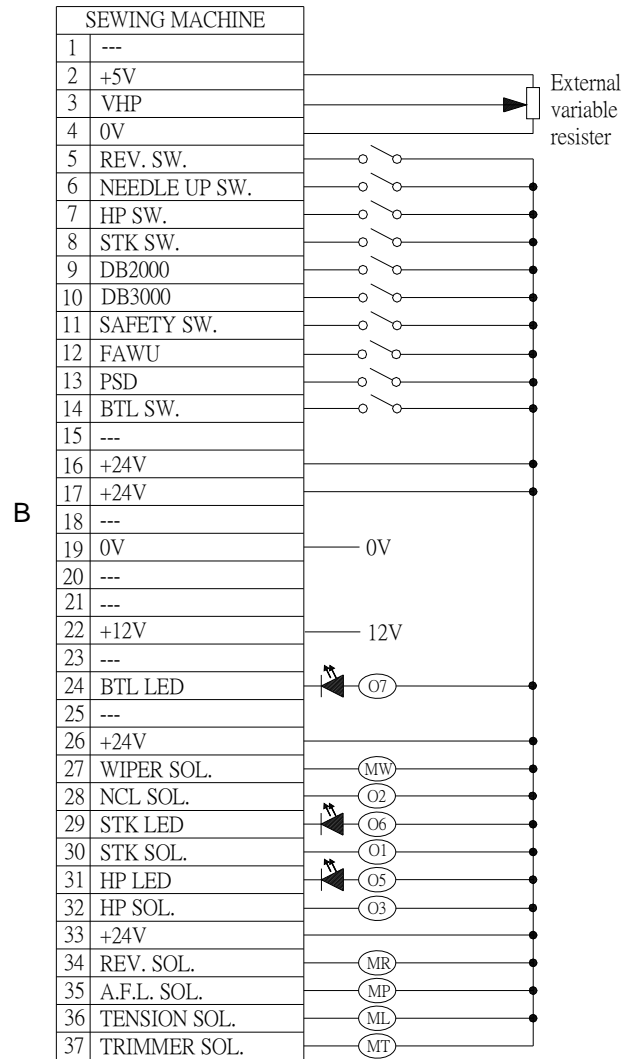 SEWING MACHINE
1 ---
2 +5V
3 VHP
4 0V
External
variable
resister
5 REV. SW.
6 NEEDLE UP SW.
7 HP SW.
8 STK SW.
9 DB2000
10 DB3000
11 SAFETY SW.
12 FAWU
13 PSD
14 BTL SW.
15 ---
16 +24V
17 +24V
B
18 ---
19 0V 0V
20 ---
21 ---
22 +12V 12V
23 ---
24 BTL LED O7
25 ---
26 +24V
27 WIPER SOL. MW
28 NCL SOL. O2
29 STK LED O6
30 STK SOL. O1
31 HP LED O5
32 HP SOL. O3
33 +24V
34 REV. SOL. MR
35 A.F.L. SOL. MP
36 TENSION SOL. ML
37 TRIMMER SOL. MT